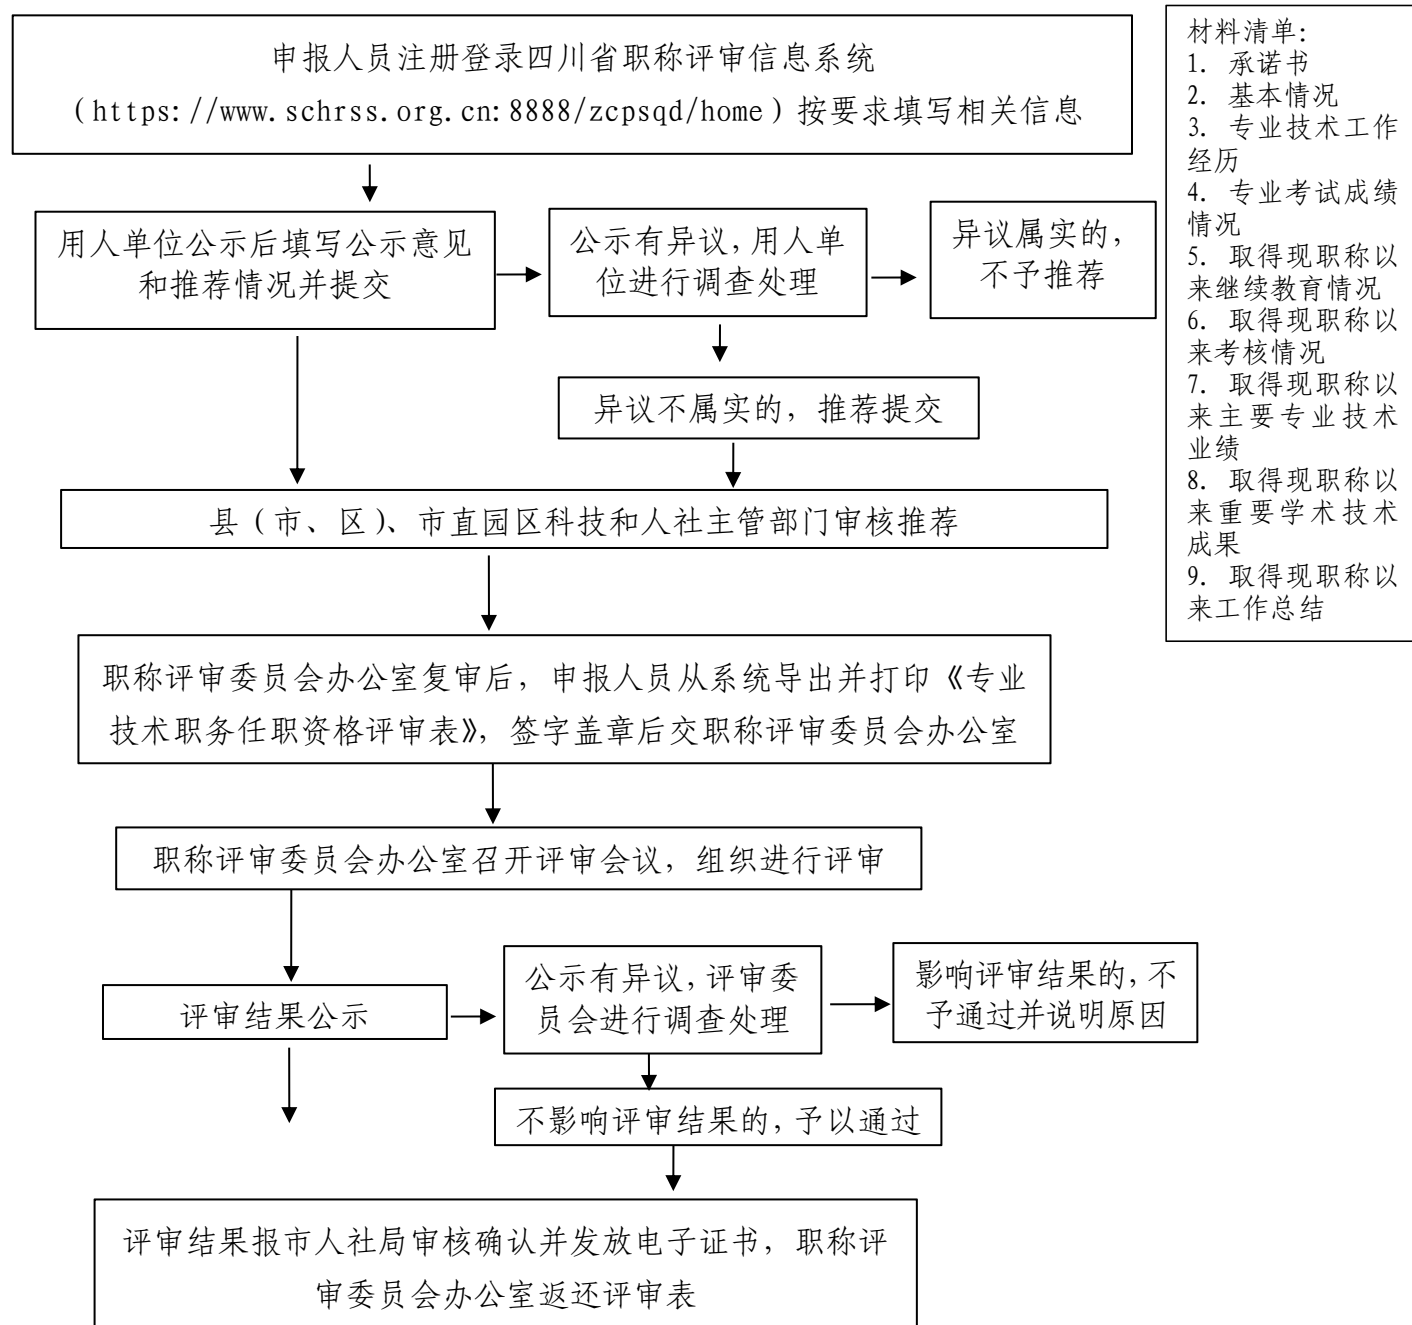 申报人员注册登录四川省职称评审信息系统
（https://www.schrss.org.cn:8888/zcpsqd/home）按要求填写相关信息
用人单位公示后填写公示意见
和推荐情况并提交
公示有异议，用人单
位进行调查处理
异议属实的，
不予推荐
异议不属实的，推荐提交
县（市、区）、市直园区科技和人社主管部门审核推荐
职称评审委员会办公室复审后，申报人员从系统导出并打印《专业
技术职务任职资格评审表》，签字盖章后交职称评审委员会办公室
职称评审委员会办公室召开评审会议，组织进行评审
评审结果公示
公示有异议，评审委
员会进行调查处理
影响评审结果的，不
予通过并说明原因
不影响评审结果的，予以通过
评审结果报市人社局审核确认并发放电子证书，职称评
审委员会办公室返还评审表
材料清单：
1. 承诺书
2. 基本情况
3. 专业技术工作
经历
4. 专业考试成绩
情况
5. 取得现职称以
来继续教育情况
6. 取得现职称以
来考核情况
7. 取得现职称以
来主要专业技术
业绩
8. 取得现职称以
来重要学术技术
成果
9. 取得现职称以
来工作总结